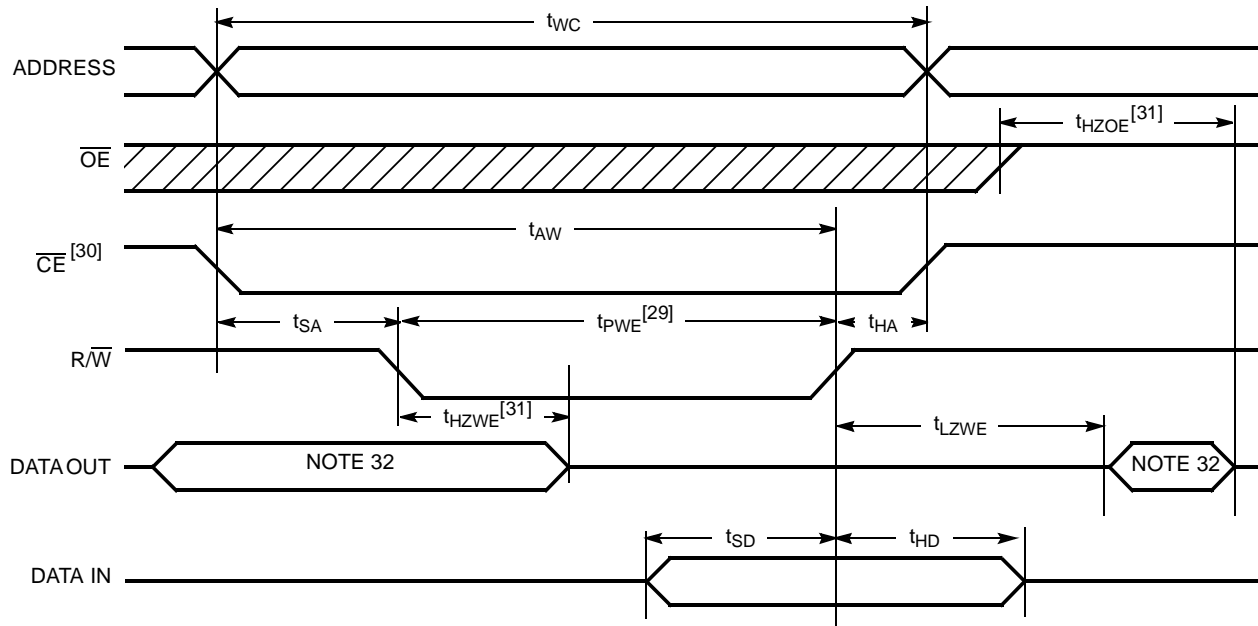 tWC
ADDRESS
tHZOE[31]
OE
tAW
CE[30]
tSA
tPWE[29]
tHA
R/W
tHZWE[31]
tLZWE
DATA OUT
NOTE 32
NOTE 32
tSD
tHD
DATA IN